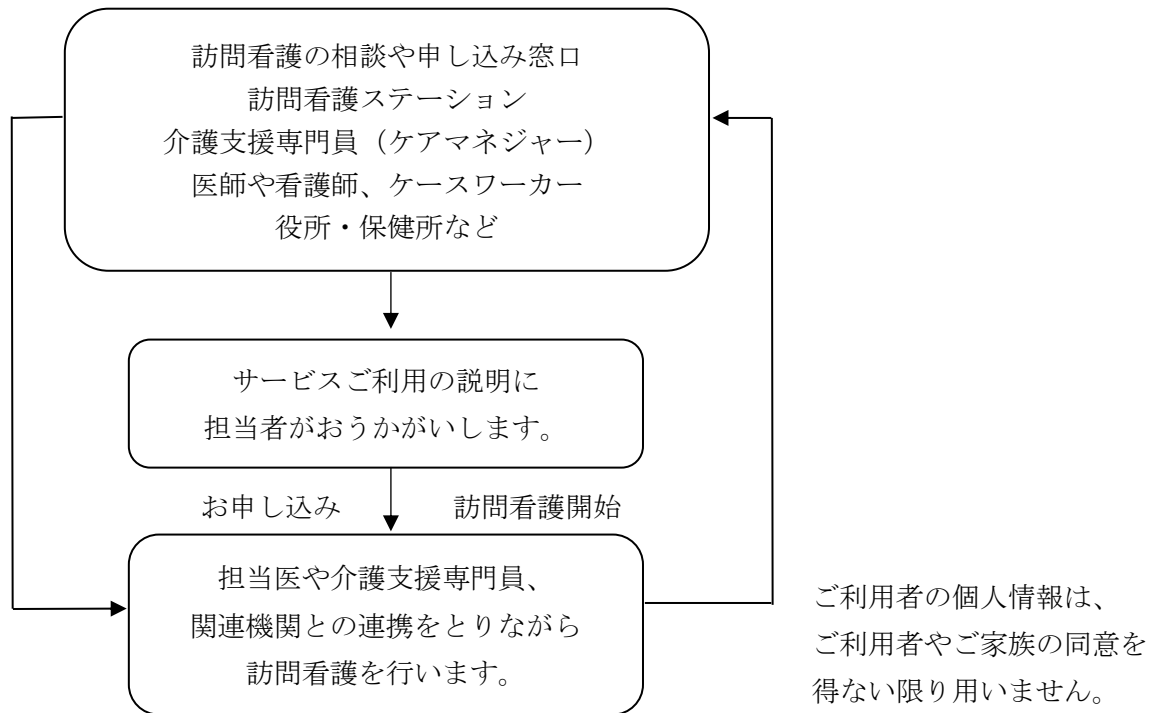 訪問看護の相談や申し込み窓口
訪問看護ステーション
介護支援専門員（ケアマネジャー）
医師や看護師、ケースワーカー
役所・保健所など
サービスご利用の説明に
担当者がおうかがいします。
お申し込み　訪問看護開始
担当医や介護支援専門員、
関連機関との連携をとりながら
訪問看護を行います。
ご利用者の個人情報は、
ご利用者やご家族の同意を
得ない限り用いません。